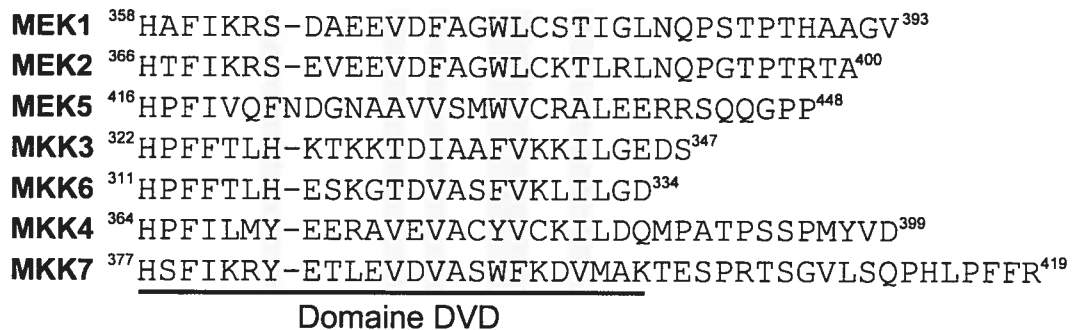 MEK1 358HAFIKRS-DAEEVDFAGWLCSTIGLNQPSTPTHAAGV393
MEK2 366HTFIKRS-EVEEVDFAGWLCKTLRLNQPGTPTRTA400
MEK5 416HPFIVQFNDGNAAVVSMWVCRALEERRSQQGPP448
MKK3 322HPFFTLH-KTKKTDIAAFVKKILGEDS347
MKK6 311HPFFTLH-ESKGTDVASFVKLILGD334
MKK4 364HPFILMY-EERAVEVACYVCKILDQMPATPSSPMYVD399
MKK7 377HSFIKRY-ETLEVDVASWFKDVMAKTESPRTSGVLSQPHLPFFR419
Domaine DVD